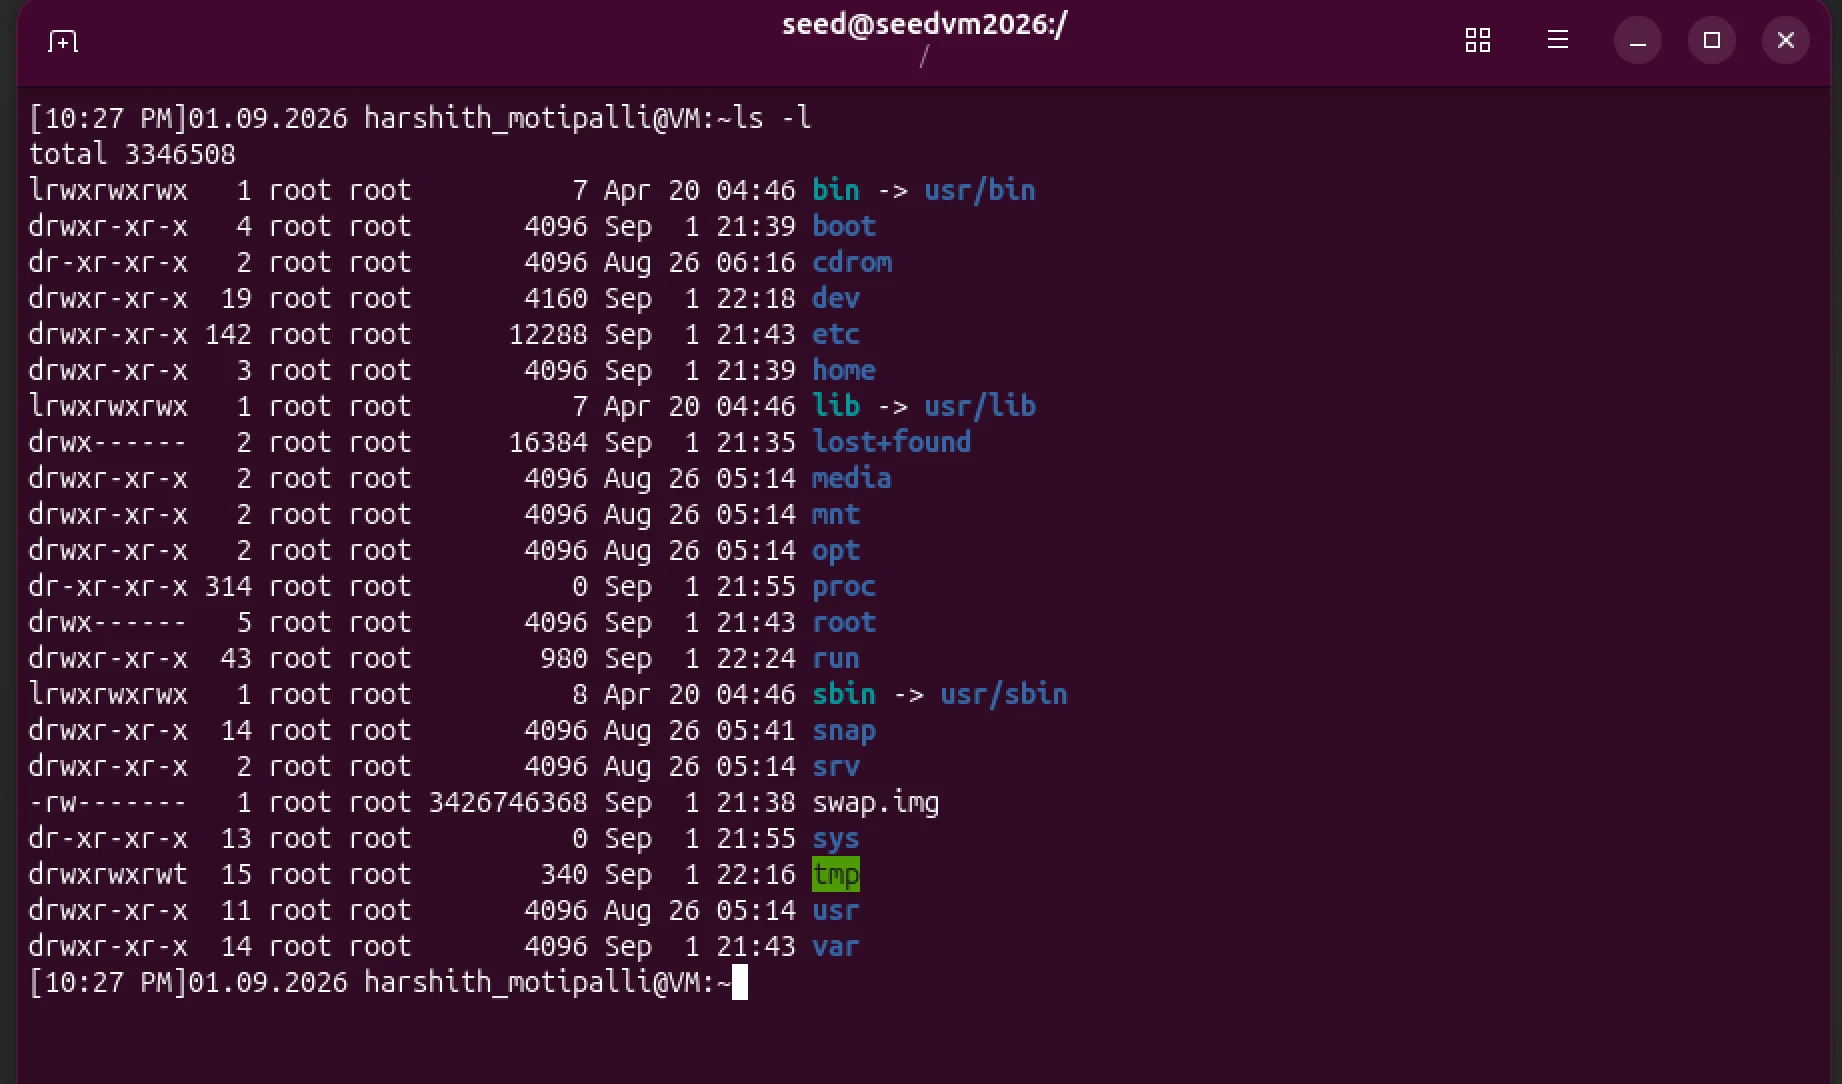 seed@seedvm2026:/
/
[10:27 PM]01.09.2026 harshith_motipalli@VM:~ls -l
total 3346508
lrwxrwxrwx   1 root root          7 Apr 20 04:46 bin -> usr/bin
drwxr-xr-x   4 root root       4096 Sep  1 21:39 boot
dr-xr-xr-x   2 root root       4096 Aug 26 06:16 cdrom
drwxr-xr-x  19 root root       4160 Sep  1 22:18 dev
drwxr-xr-x 142 root root      12288 Sep  1 21:43 etc
drwxr-xr-x   3 root root       4096 Sep  1 21:39 home
lrwxrwxrwx   1 root root          7 Apr 20 04:46 lib -> usr/lib
drwx------   2 root root      16384 Sep  1 21:35 lost+found
drwxr-xr-x   2 root root       4096 Aug 26 05:14 media
drwxr-xr-x   2 root root       4096 Aug 26 05:14 mnt
drwxr-xr-x   2 root root       4096 Aug 26 05:14 opt
dr-xr-xr-x 314 root root          0 Sep  1 21:55 proc
drwx------   5 root root       4096 Sep  1 21:43 root
drwxr-xr-x  43 root root        980 Sep  1 22:24 run
lrwxrwxrwx   1 root root          8 Apr 20 04:46 sbin -> usr/sbin
drwxr-xr-x  14 root root       4096 Aug 26 05:41 snap
drwxr-xr-x   2 root root       4096 Aug 26 05:14 srv
-rw-------   1 root root 3426746368 Sep  1 21:38 swap.img
dr-xr-xr-x  13 root root          0 Sep  1 21:55 sys
drwxrwxrwt  15 root root        340 Sep  1 22:16 tmp
drwxr-xr-x  11 root root       4096 Aug 26 05:14 usr
drwxr-xr-x  14 root root       4096 Sep  1 21:43 var
[10:27 PM]01.09.2026 harshith_motipalli@VM:~